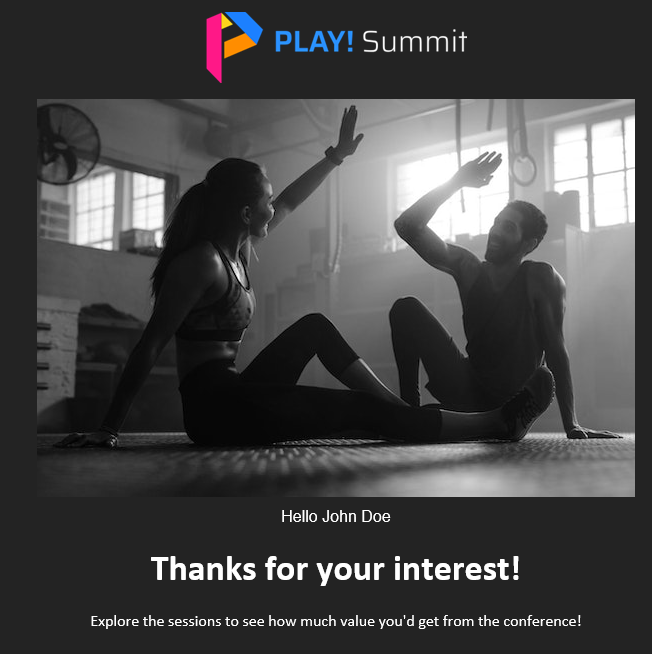 PLAY! Summit
Hello John Doe
Thanks for your interest!
Explore the sessions to see how much value you'd get from the conference!